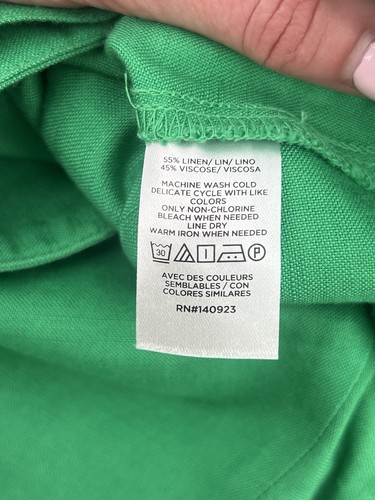 55% LINEN/ LIN/ LINO
45% VISCOSE/ VISCOSA
MACHINE WASH COLD
DELICATE CYCLE WITH LIKE
COLORS
ONLY NON-CHLORINE
BLEACH WHEN NEEDED
LINE DRY
WARM IRON WHEN NEEDED
30 P
AVEC DES COULEURS
SEMBLABLES / CON
COLORES SIMILARES
RN#140923